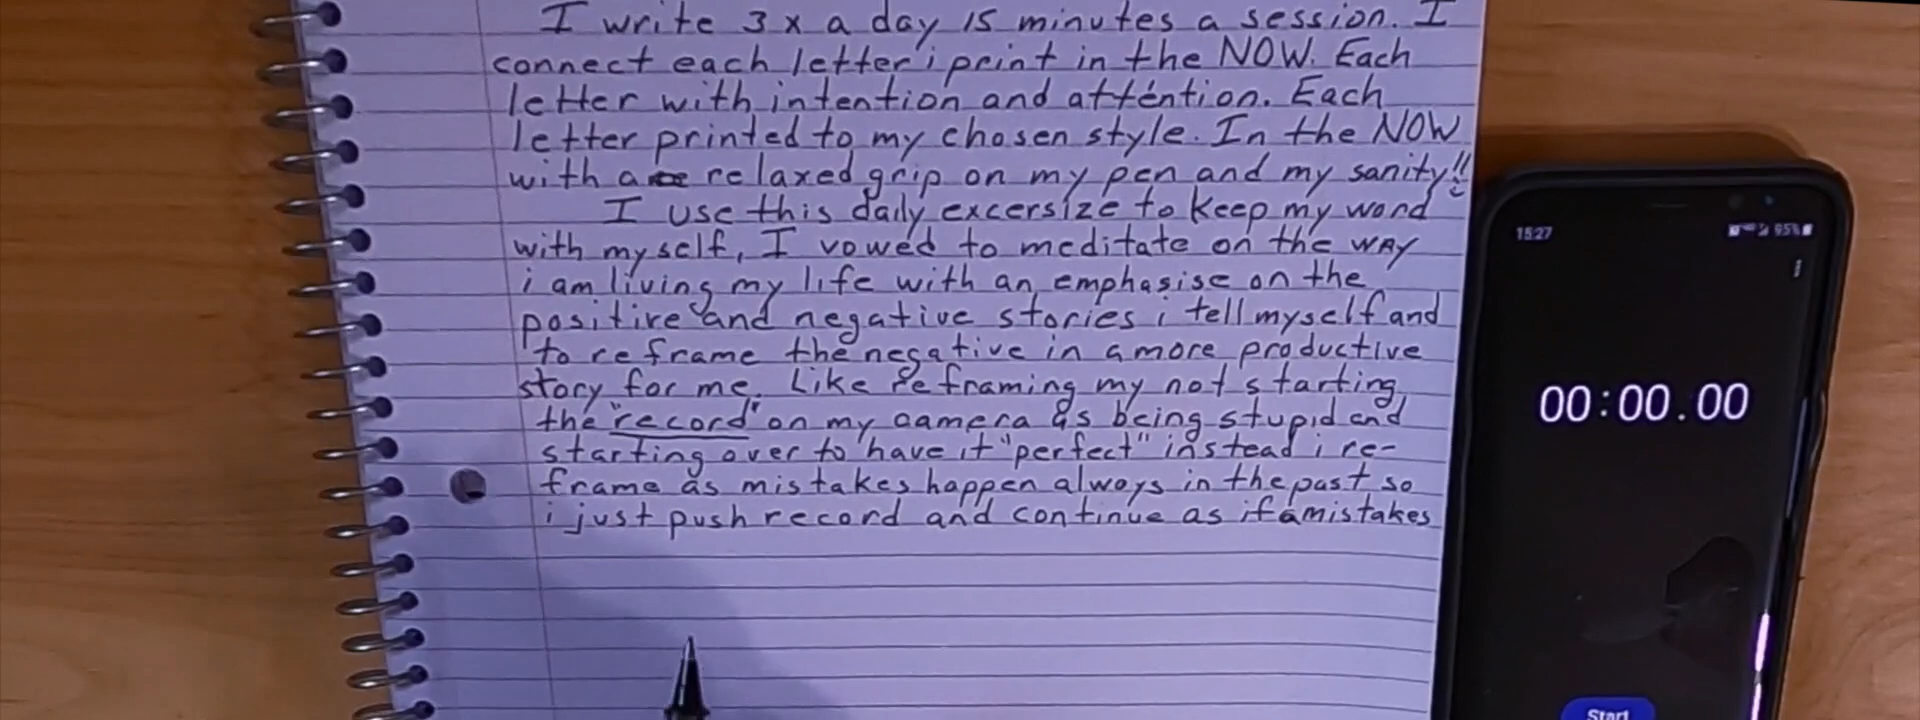 I write 3 x a day 15 minutes a session. I
connect each letter i print in the NOW. Each
letter with intention and attention. Each
letter printed to my chosen style. In the NOW
with a relaxed grip on my pen and my sanity!!
I use this daily excersize to keep my word
with myself, I vowed to meditate on the WAY
i am living my life with an emphasise on the
positive and negative stories i tell myself and
to reframe the negative in a more productive
story for me. Like Reframing my not starting
the "record" on my camera as being stupid and
starting over to have it "perfect" instead i re-
frame as mistakes happen always in the past so
i just push record and continue as if a mistakes
15:27
95%
00:00.00
Start